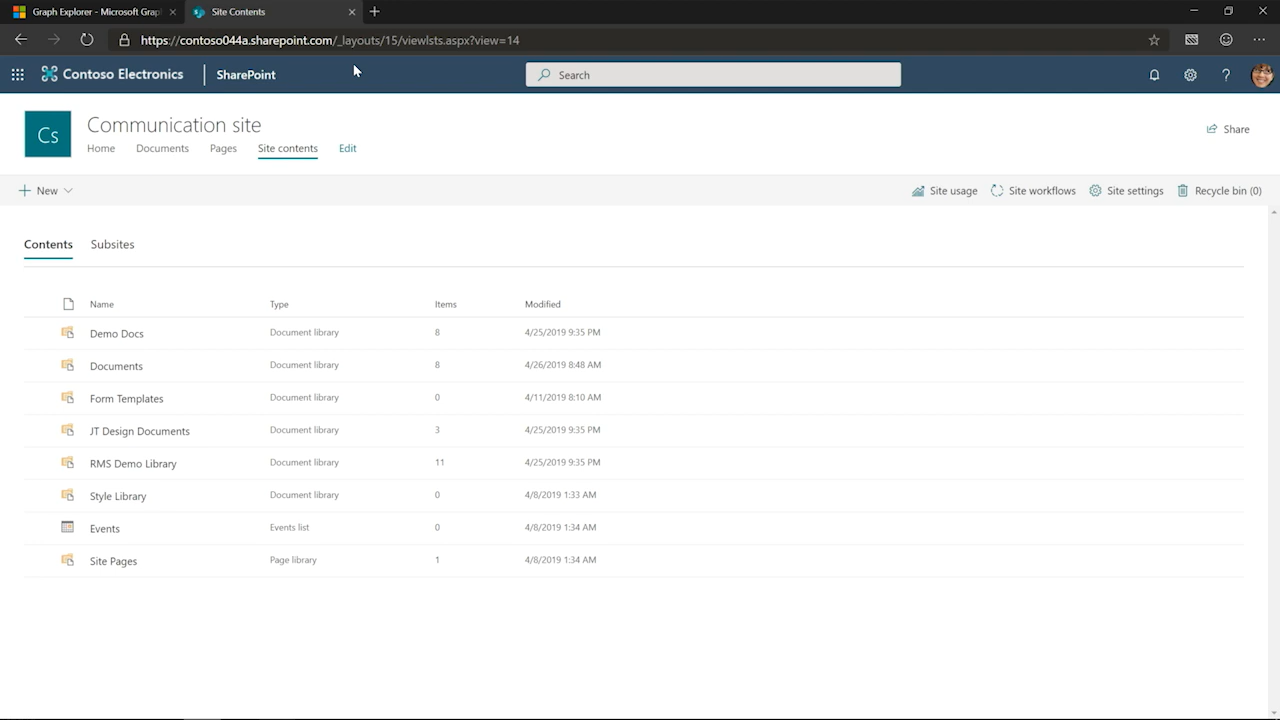 Graph Explorer - Microsoft Grap
Site Contents
https://contoso044a.sharepoint.com/_layouts/15/viewlsts.aspx?view=14
Contoso Electronics SharePoint Search ?
Cs
Communication site
Share
Home Documents Pages Site contents Edit
New Site usage Site workflows Site settings Recycle bin (0)
Contents Subsites
Name Type Items Modified
Demo Docs Document library 8 4/25/2019 9:35 PM
Documents Document library 8 4/26/2019 8:48 AM
Form Templates Document library 0 4/11/2019 8:10 AM
JT Design Documents Document library 3 4/25/2019 9:35 PM
RMS Demo Library Document library 11 4/25/2019 9:35 PM
Style Library Document library 0 4/8/2019 1:33 AM
Events Events list 0 4/8/2019 1:34 AM
Site Pages Page library 1 4/8/2019 1:34 AM